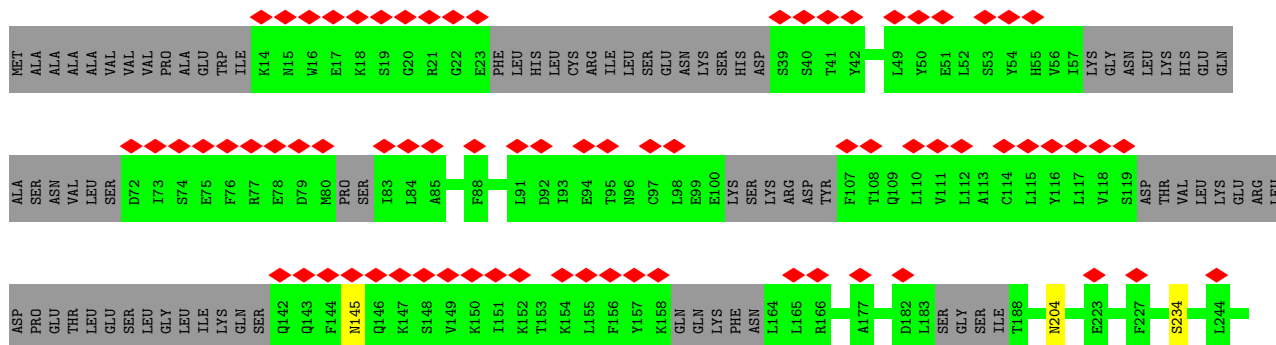 MET ALA ALA ALA ALA VAL VAL VAL PRO ALA GLU TRP ILE K14 N15 W16 E17 K18 S19 G20 R21 G22 E23 PHE LEU HIS LEU CYS ARG ILE LEU SER GLU ASN LYS SER HIS ASP S39 S40 T41 Y42 L49 Y50 E51 L52 S53 Y54 H55 V56 I57 LYS GLY ASN LEU LYS HIS GLU GLN
ALA SER ASN VAL LEU SER D72 I73 S74 E75 F76 R77 E78 D79 M80 PRO SER I83 L84 A85 F88 L91 D92 I93 E94 T95 N96 C97 L98 E99 E100 LYS SER LYS ARG ASP TYR F107 T108 Q109 L110 V111 L112 A113 C114 L115 Y116 L117 V118 S119 ASP THR VAL LEU LYS GLU ARG LEU
ASP PRO GLU THR LEU GLU SER LEU GLY LEU ILE LYS GLN SER Q142 Q143 F144 N145 Q146 K147 S148 V149 K150 I151 K152 T153 K154 L155 F156 Y157 K158 GLN GLN LYS PHE ASN L164 L165 R166 A177 D182 L183 SER GLY SER ILE T188 N204 E223 F227 S234 L244